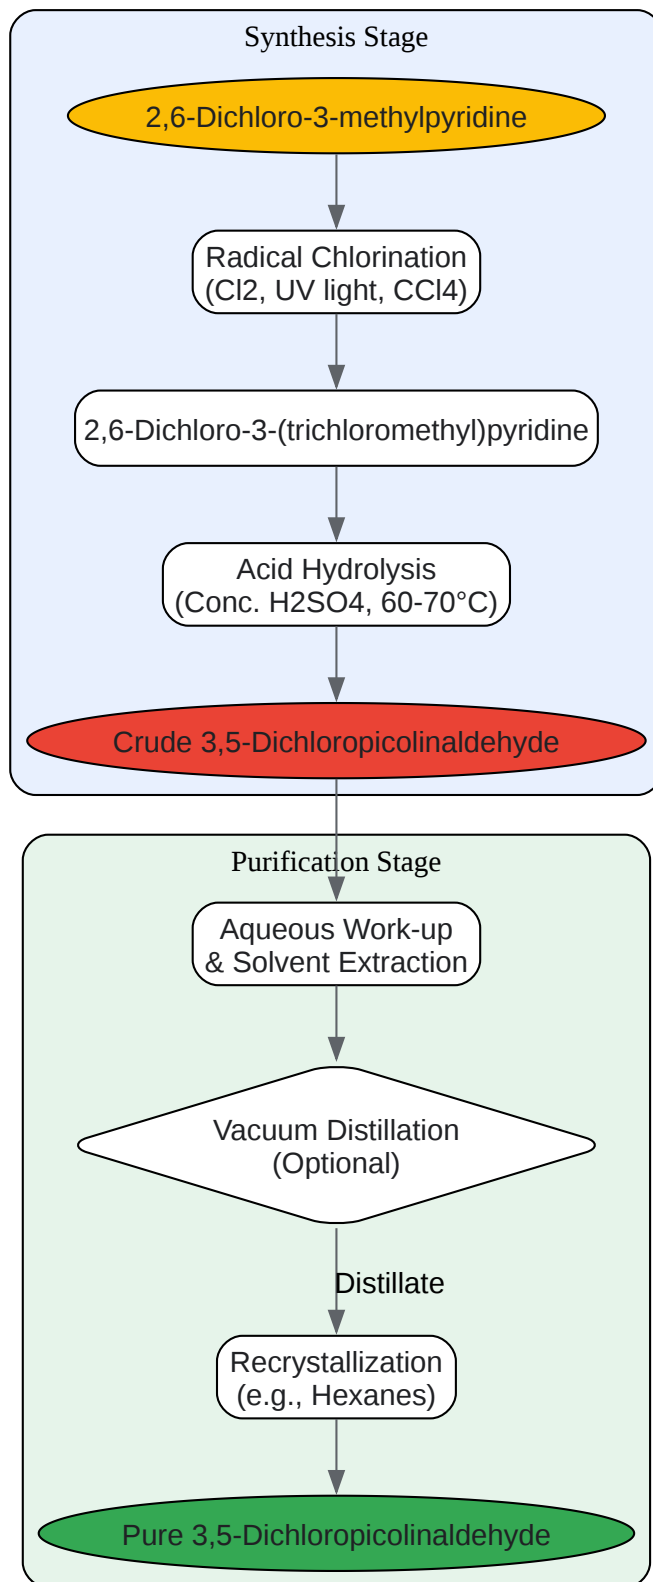 Synthesis Stage
2,6-Dichloro-3-methylpyridine
Radical Chlorination
(Cl2, UV light, CCl4)
2,6-Dichloro-3-(trichloromethyl)pyridine
Acid Hydrolysis
(Conc. H2SO4, 60-70°C)
Crude 3,5-Dichloropicolinaldehyde
Purification Stage
Aqueous Work-up
& Solvent Extraction
Vacuum Distillation
(Optional)
Distillate
Recrystallization
(e.g., Hexanes)
Pure 3,5-Dichloropicolinaldehyde